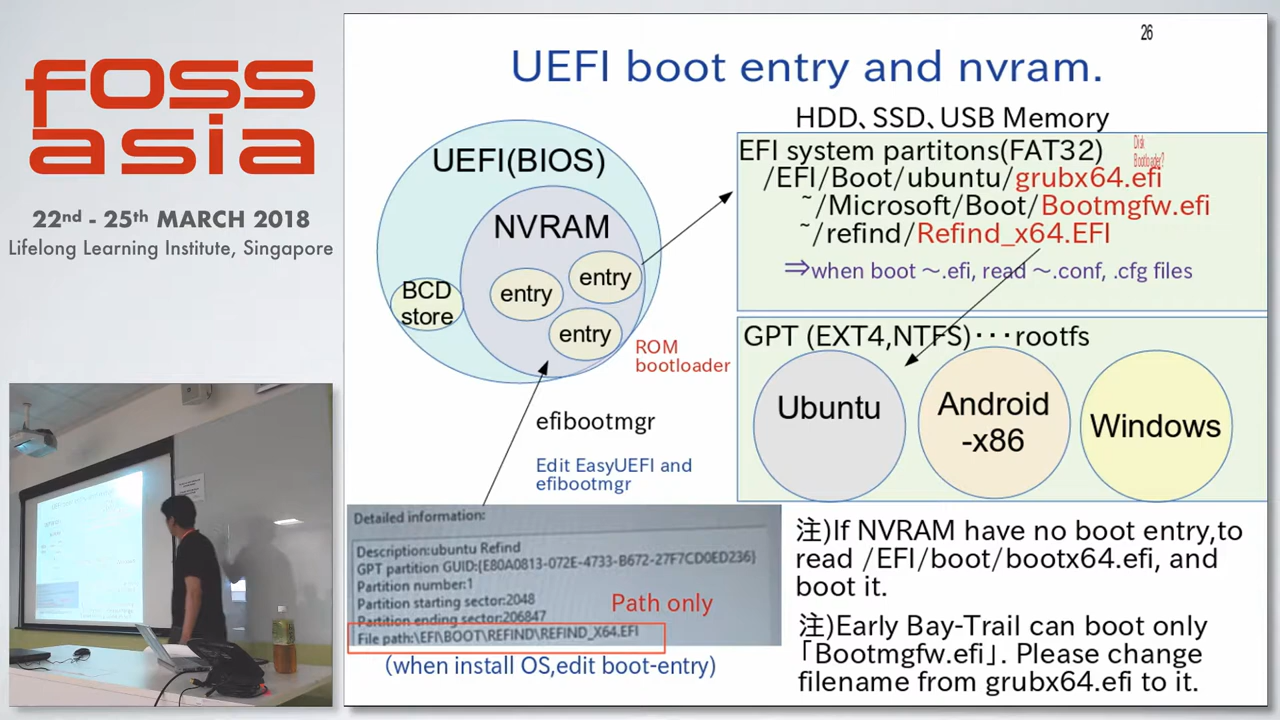 foss
asia
22nd - 25th MARCH 2018
Lifelong Learning Institute, Singapore
26
UEFI boot entry and nvram.
HDD、SSD、USB Memory
UEFI(BIOS)
NVRAM
entry
entry
entry
BCD
store
ROM
bootloader
EFI system partitons(FAT32)
Disk
Bootloader?
/EFI/Boot/ubuntu/grubx64.efi
~/Microsoft/Boot/Bootmgfw.efi
~/refind/Refind_x64.EFI
⇒when boot ～.efi, read ～.conf, .cfg files
GPT (EXT4,NTFS)･･･rootfs
Ubuntu
Android
-x86
Windows
efibootmgr
Edit EasyUEFI and
efibootmgr
Detailed information:
Description:ubuntu Refind
GPT partition GUID:{E80A0813-072E-4733-B672-27F7CD0ED236}
Partition number:1
Partition starting sector:2048
Partition ending sector:206847
File path:\EFI\BOOT\REFIND\REFIND_X64.EFI
Path only
(when install OS,edit boot-entry)
注)If NVRAM have no boot entry,to
read /EFI/boot/bootx64.efi, and
boot it.
注)Early Bay-Trail can boot only
「Bootmgfw.efi」. Please change
filename from grubx64.efi to it.